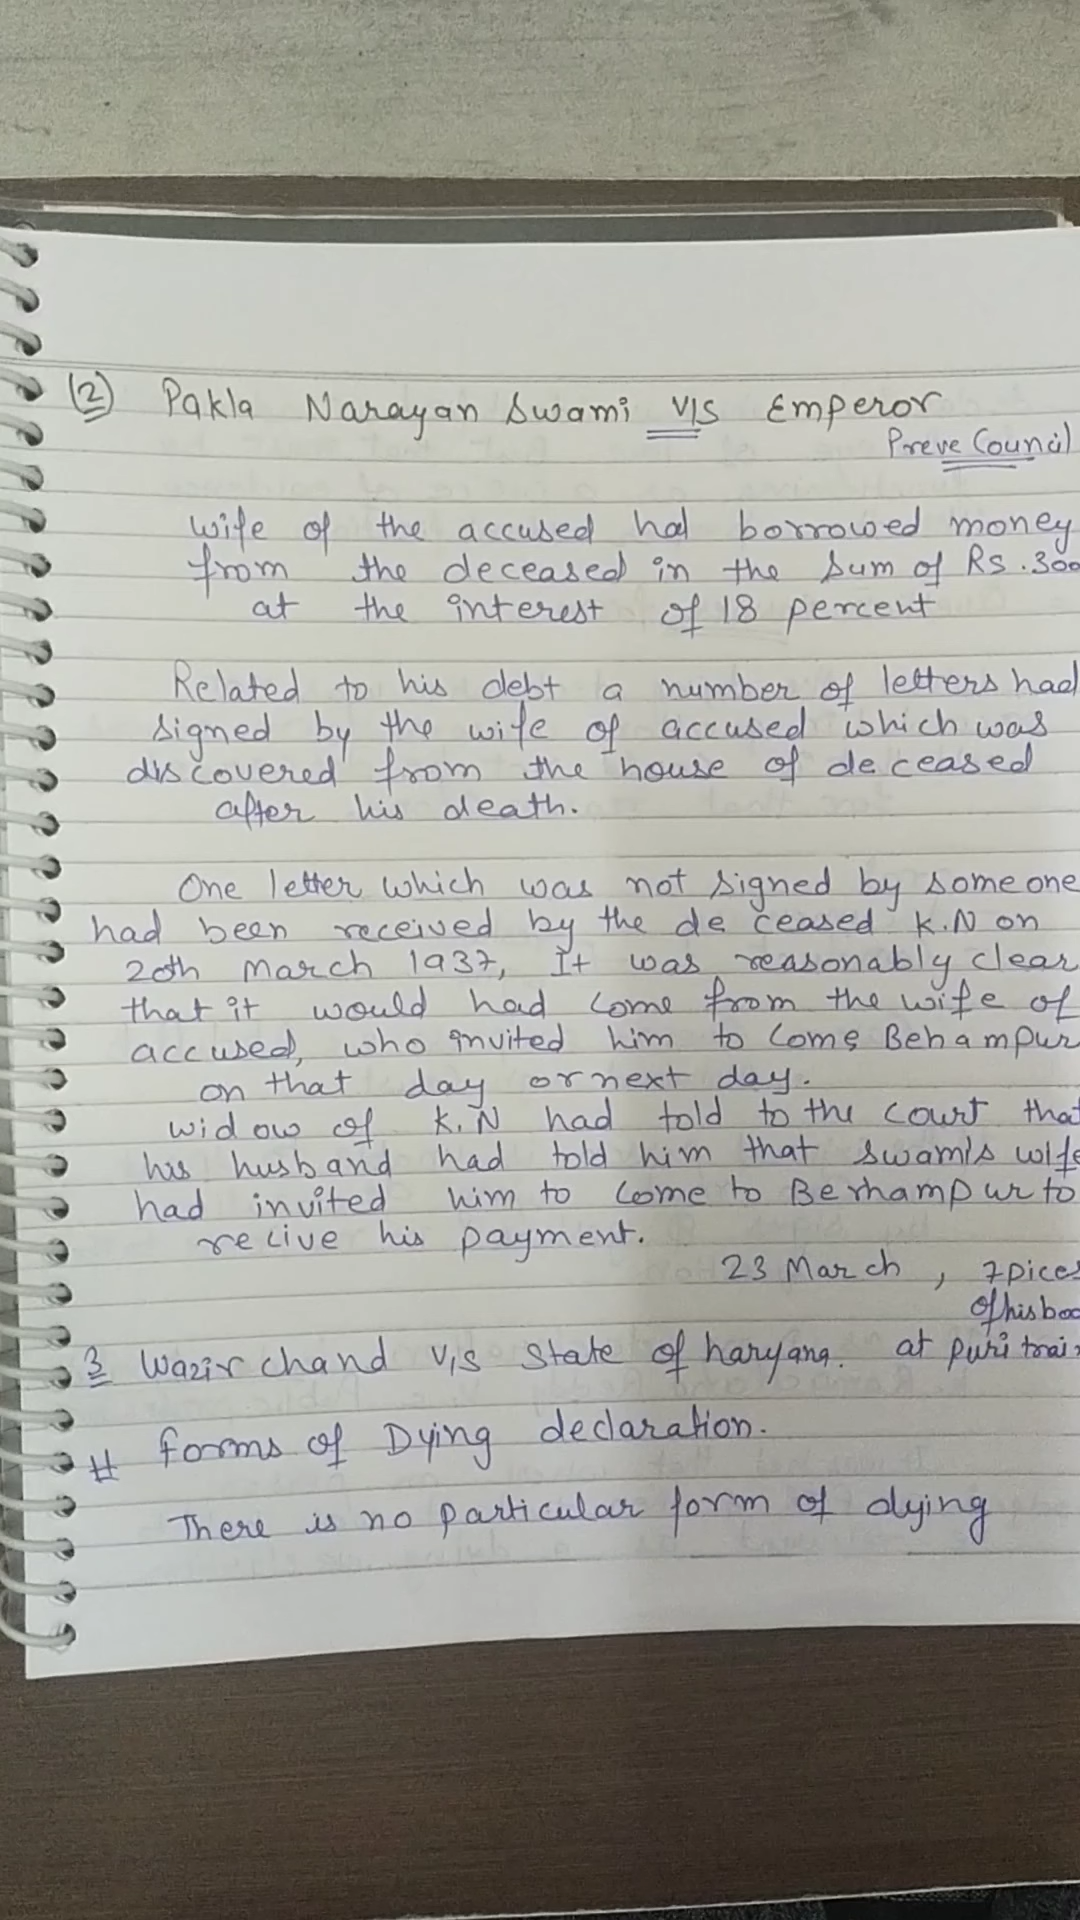 (2) Pakla Narayan Swami V/S Emperor
Preve Council
wife of the accused had borrowed money
from the deceased in the sum of RS.300
at the interest of 18 percent
Related to his debt a number of letters had
signed by the wife of accused which was
discovered from the house of deceased
after his death.
One letter which was not signed by someone
had been received by the deceased K.N on
20th March 1937, It was reasonably clear
that it would had come from the wife of
accused, who invited him to come Behampur
on that day or next day.
widow of K.N had told to the court that
his husband had told him that swami's wife
had invited him to come to Berhampur to
recive his payment.
23 March, 7 pices
of his
3 Wazir chand V/S State of haryana. at puri
# forms of Dying declaration.
There is no particular form of dying